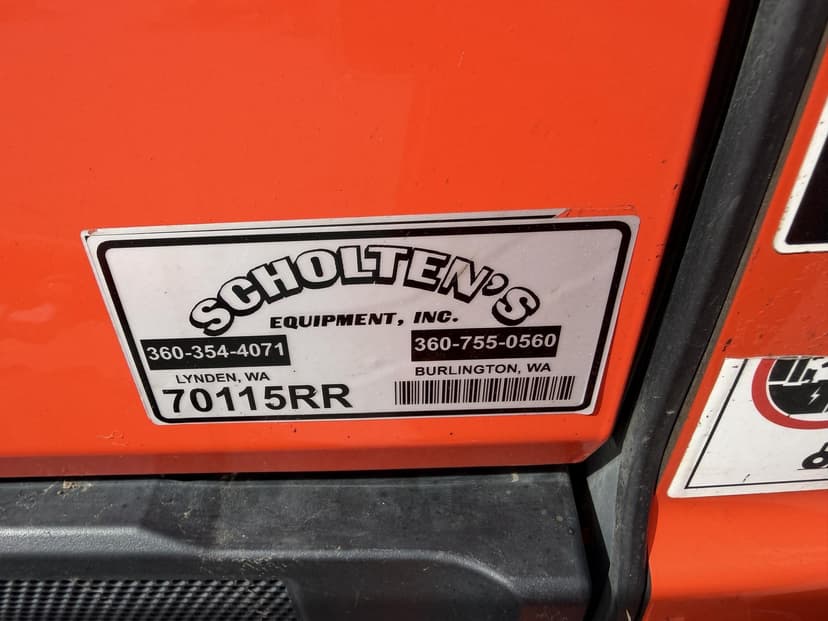 SCHOLTEN'S
EQUIPMENT, INC.
360-354-4071 360-755-0560
LYNDEN, WA BURLINGTON, WA
70115RR